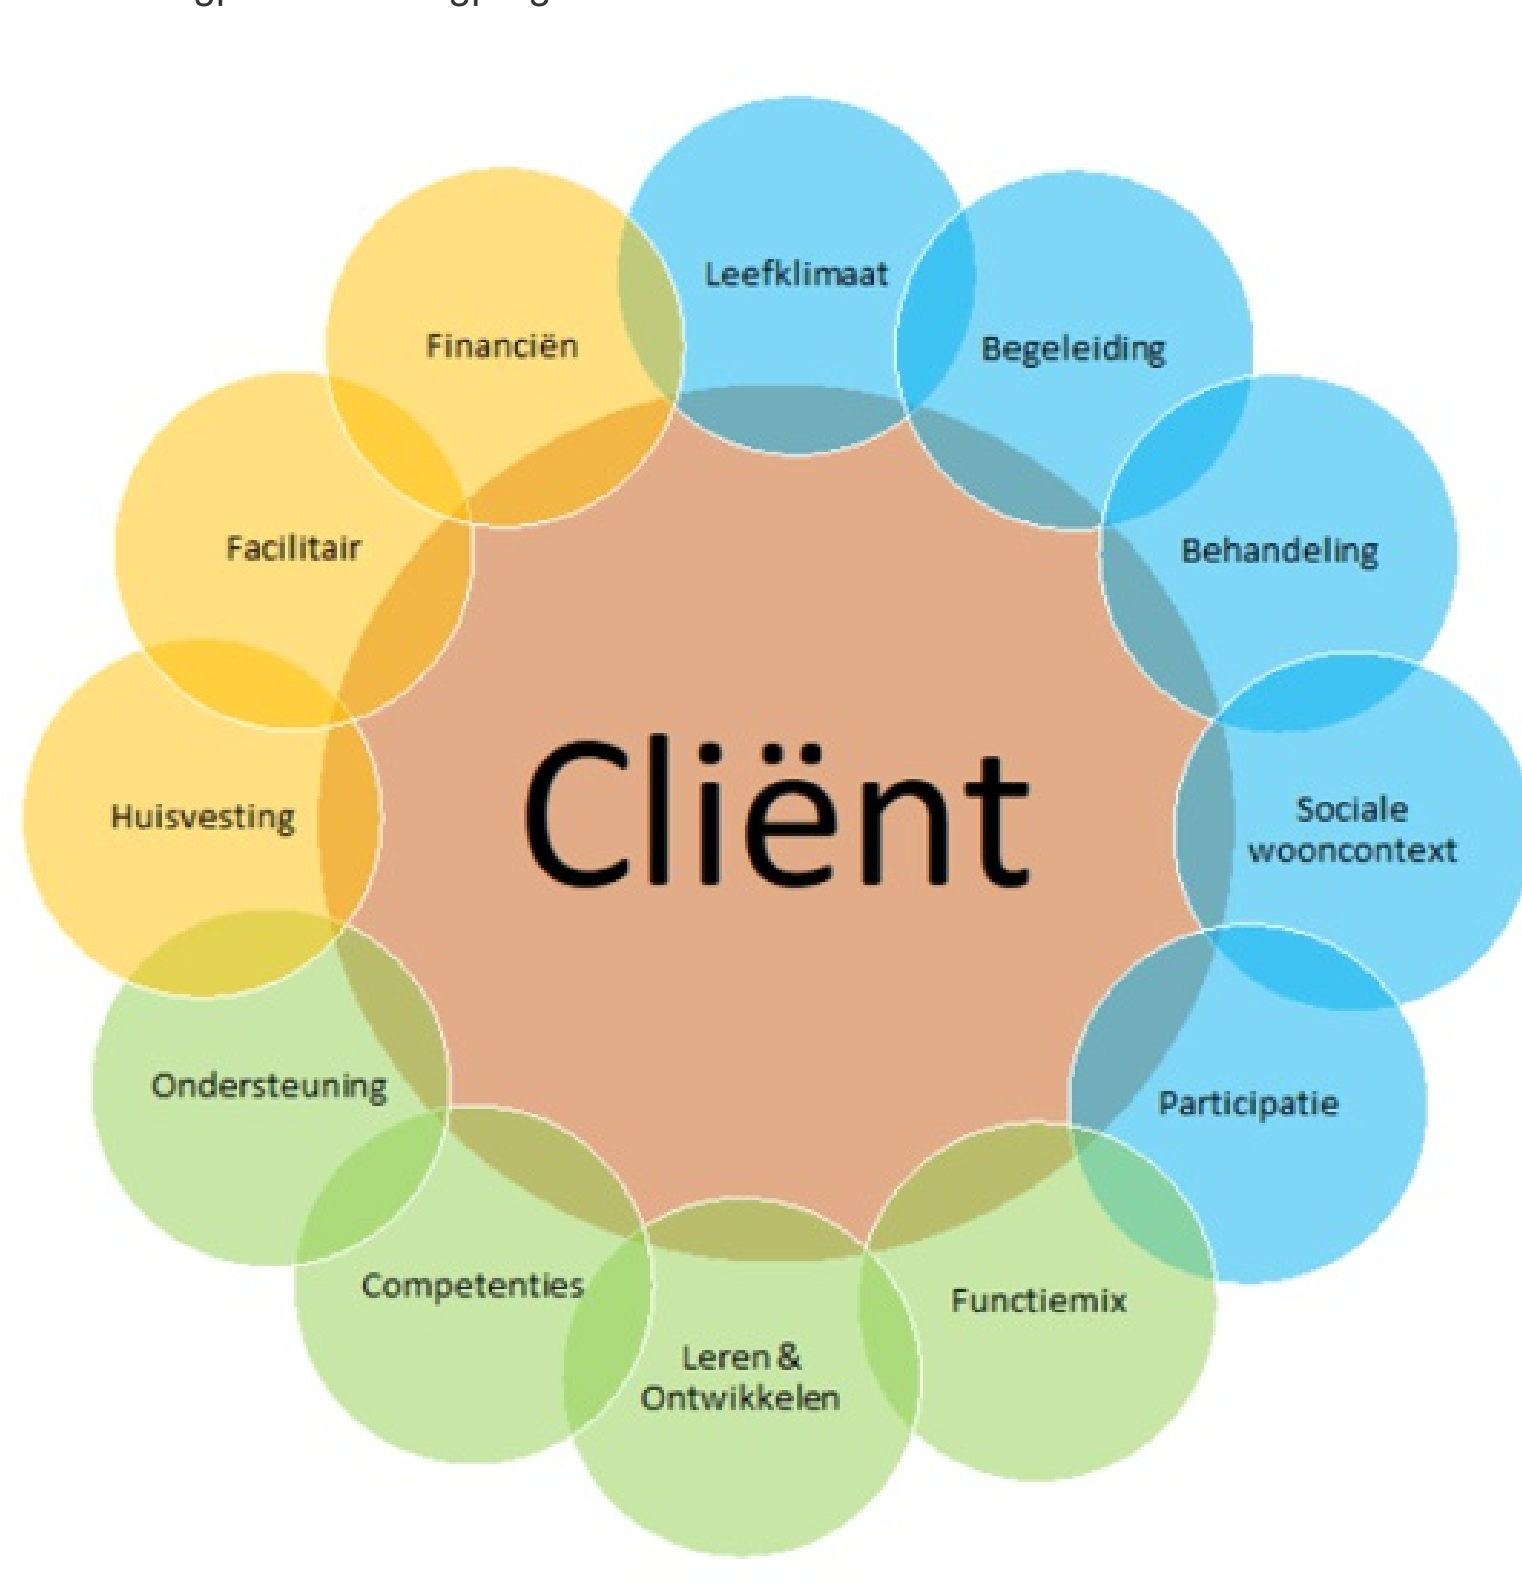 Leefklimaat
Begeleiding
Behandeling
Sociale
wooncontext
Participatie
Functiemix
Leren &
Ontwikkelen
Competenties
Ondersteuning
Huisvesting
Facilitair
Financiën
Cliënt